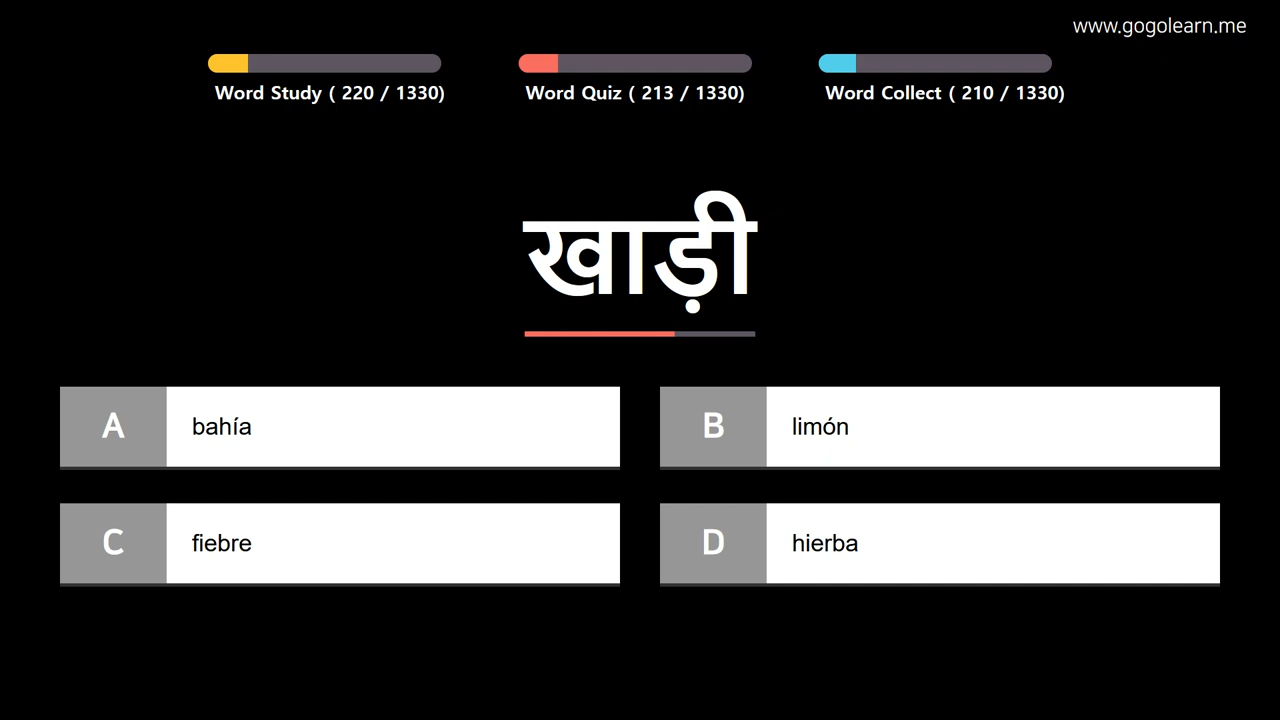 www.gogolearn.me
Word Study ( 220 / 1330)
Word Quiz ( 213 / 1330)
Word Collect ( 210 / 1330)
खाड़ी
A bahía
B limón
C fiebre
D hierba